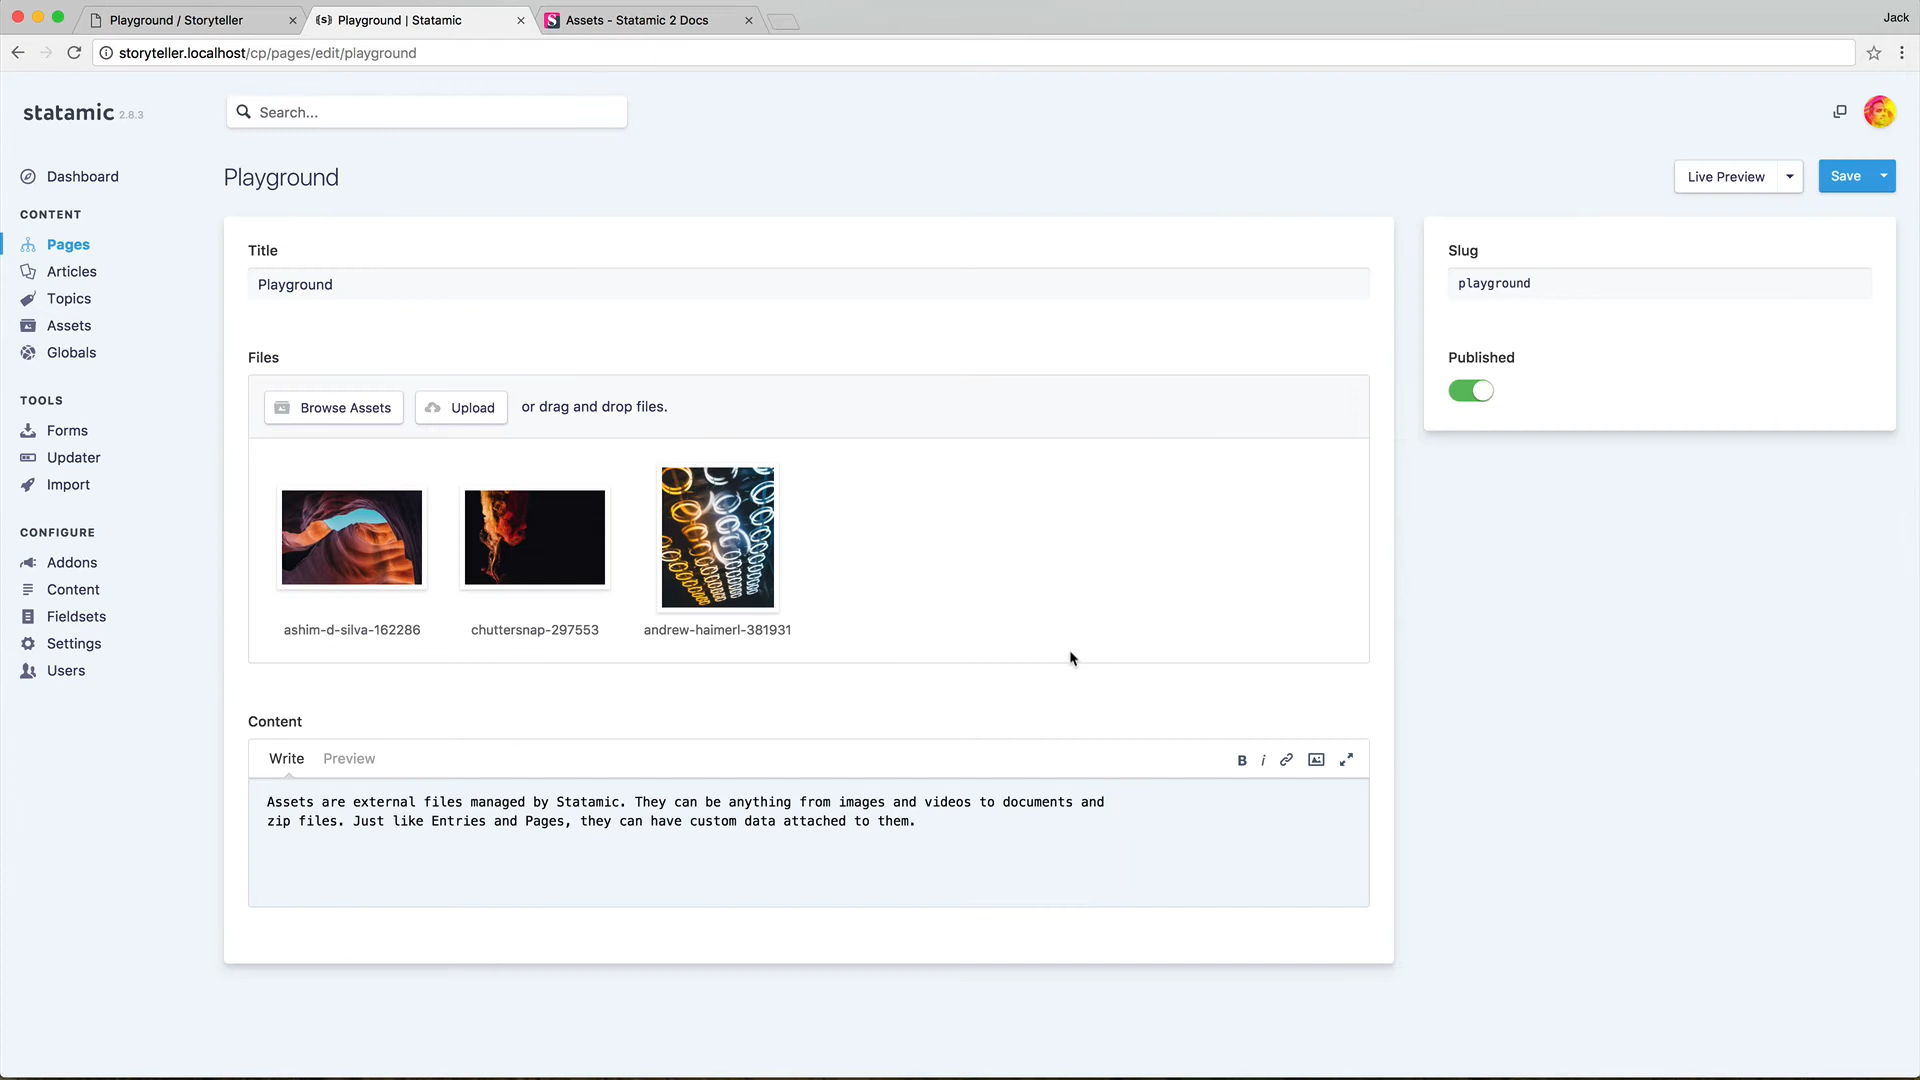 Playground / Storyteller
{s} Playground | Statamic
S Assets - Statamic 2 Docs
Jack
storyteller.localhost/cp/pages/edit/playground
statamic 2.8.3
Search...
Playground
Live Preview
Save
Dashboard
CONTENT
Pages
Articles
Topics
Assets
Globals
TOOLS
Forms
Updater
Import
CONFIGURE
Addons
Content
Fieldsets
Settings
Users
Title
Playground
Files
Browse Assets
Upload
or drag and drop files.
ashim-d-silva-162286
chuttersnap-297553
andrew-haimerl-381931
Content
Write
Preview
B
i
Assets are external files managed by Statamic. They can be anything from images and videos to documents and
zip files. Just like Entries and Pages, they can have custom data attached to them.
Slug
playground
Published